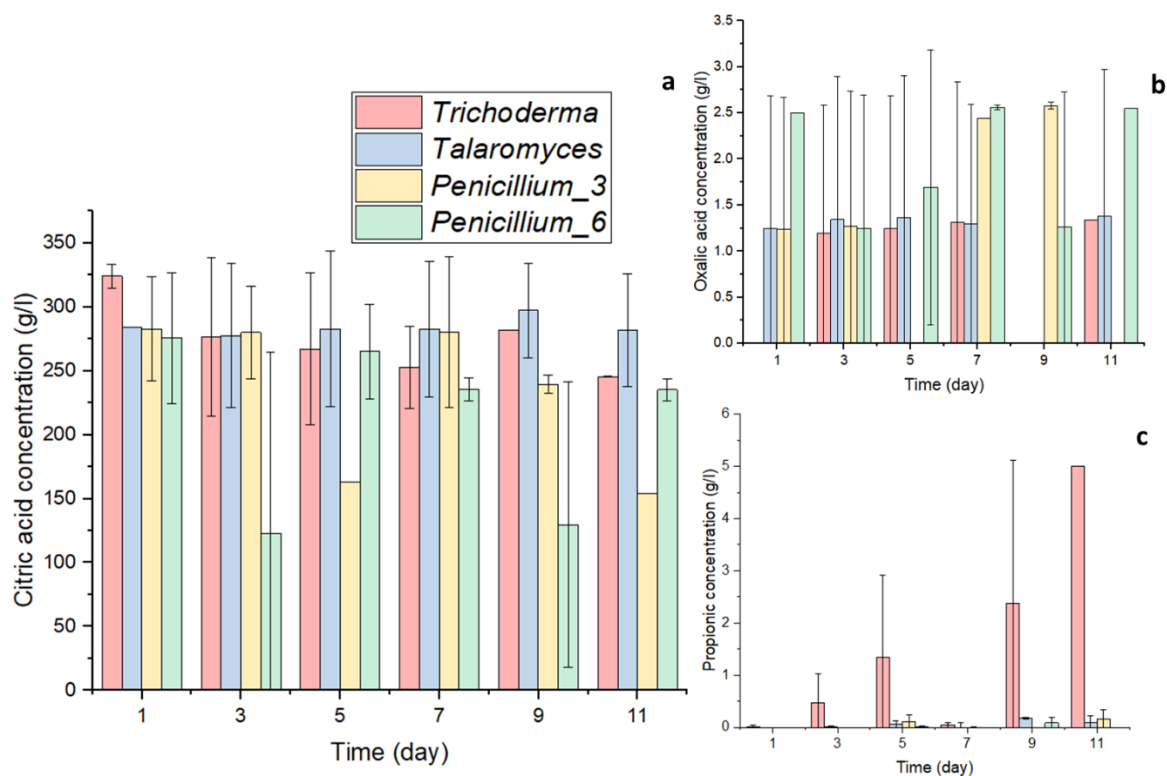 a
Trichoderma
Talaromyces
Penicillium_3
Penicillium_6
Citric acid concentration (g/l)
350
300
250
200
150
100
50
0
1 3 5 7 9 11
Time (day)
b
Oxalic acid concentration (g/l)
3.5
3.0
2.5
2.0
1.5
1.0
0.5
0.0
1 3 5 7 9 11
Time (day)
c
Propionic concentration (g/l)
6
5
4
3
2
1
0
1 3 5 7 9 11
Time (day)